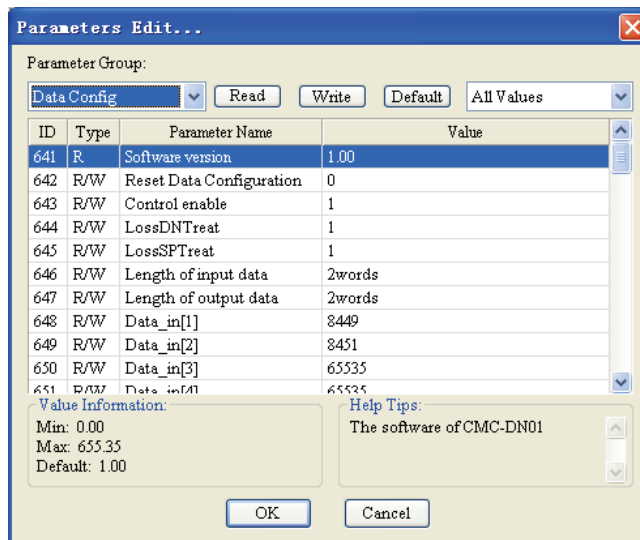 Parameters Edit...
Parameter Group:
Data Config Read Write Default All Values
ID Type Parameter Name Value
641 R Software version 1.00
642 R/W Reset Data Configuration 0
643 R/W Control enable 1
644 R/W LossDNTreat 1
645 R/W LossSPTreat 1
646 R/W Length of input data 2words
647 R/W Length of output data 2words
648 R/W Data_in[1] 8449
649 R/W Data_in[2] 8451
650 R/W Data_in[3] 65535
651 R/W Data_in[4] 65535
Value Information: Help Tips:
Min: 0.00 The software of CMC-DN01
Max: 655.35
Default: 1.00
OK Cancel